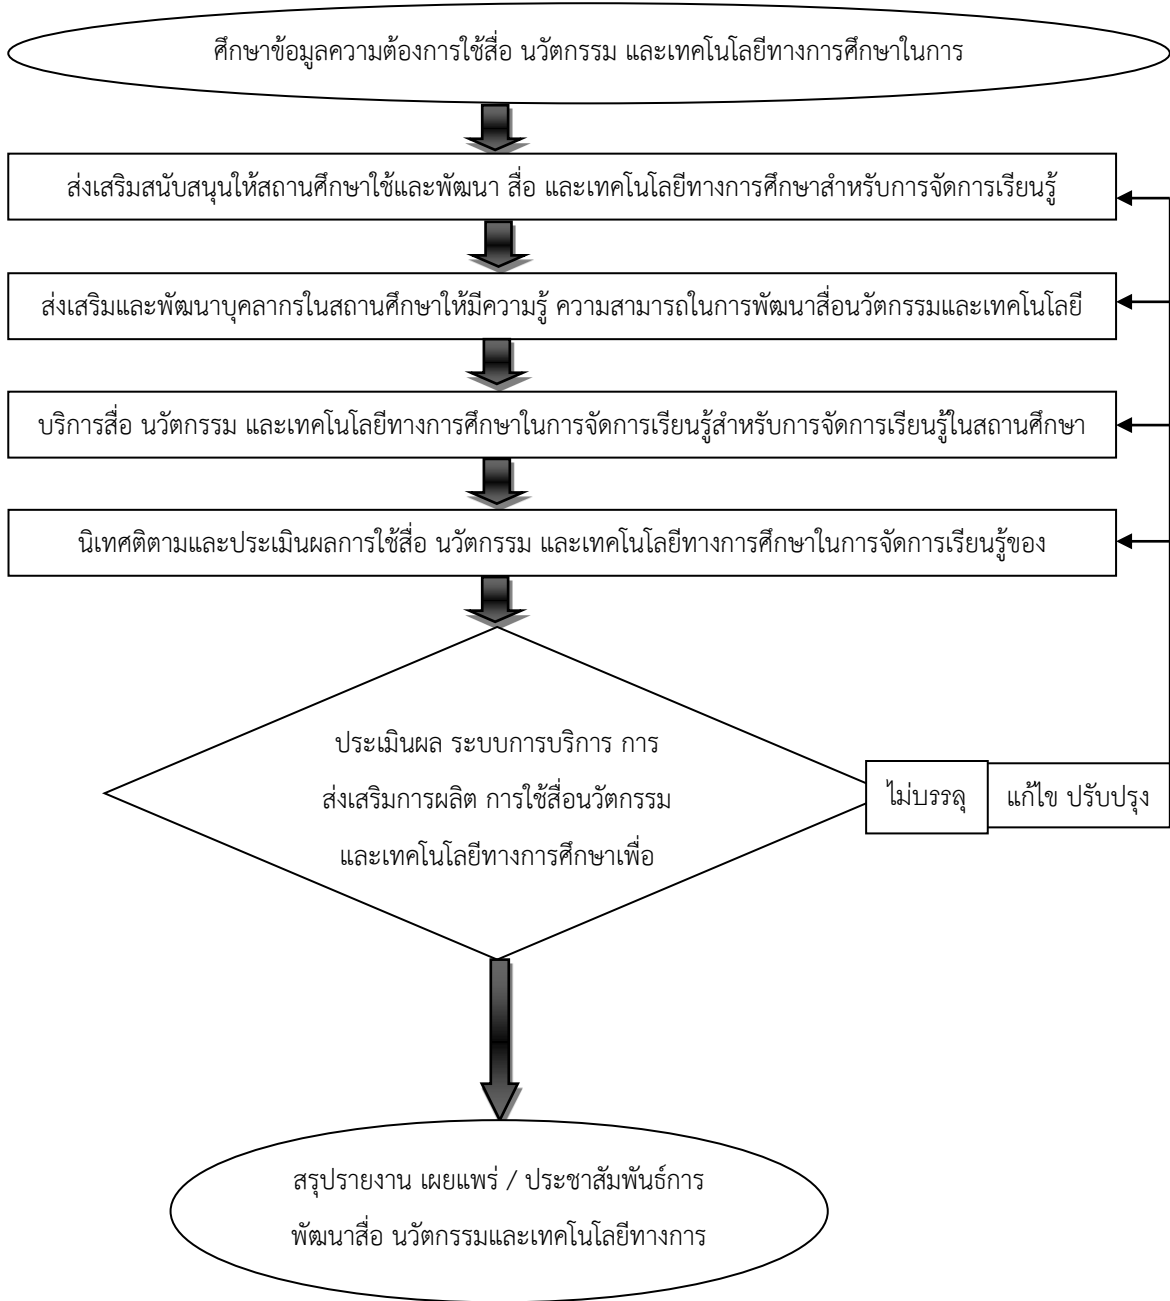 ศึกษาข้อมูลความต้องการใช้สื่อ นวัตกรรม และเทคโนโลยีทางการศึกษาในการ
ส่งเสริมสนับสนุนให้สถานศึกษาใช้และพัฒนา สื่อ และเทคโนโลยีทางการศึกษาสำหรับการจัดการเรียนรู้
ส่งเสริมและพัฒนาบุคลากรในสถานศึกษาให้มีความรู้ ความสามารถในการพัฒนาสื่อนวัตกรรมและเทคโนโลยี
บริการสื่อ นวัตกรรม และเทคโนโลยีทางการศึกษาในการจัดการเรียนรู้สำหรับการจัดการเรียนรู้ในสถานศึกษา
นิเทศติตามและประเมินผลการใช้สื่อ นวัตกรรม และเทคโนโลยีทางการศึกษาในการจัดการเรียนรู้ของ
ประเมินผล ระบบการบริการ การ
ส่งเสริมการผลิต การใช้สื่อนวัตกรรม
และเทคโนโลยีทางการศึกษาเพื่อ
ไม่บรรลุ
แก้ไข ปรับปรุง
สรุปรายงาน เผยแพร่ / ประชาสัมพันธ์การ
พัฒนาสื่อ นวัตกรรมและเทคโนโลยีทางการ